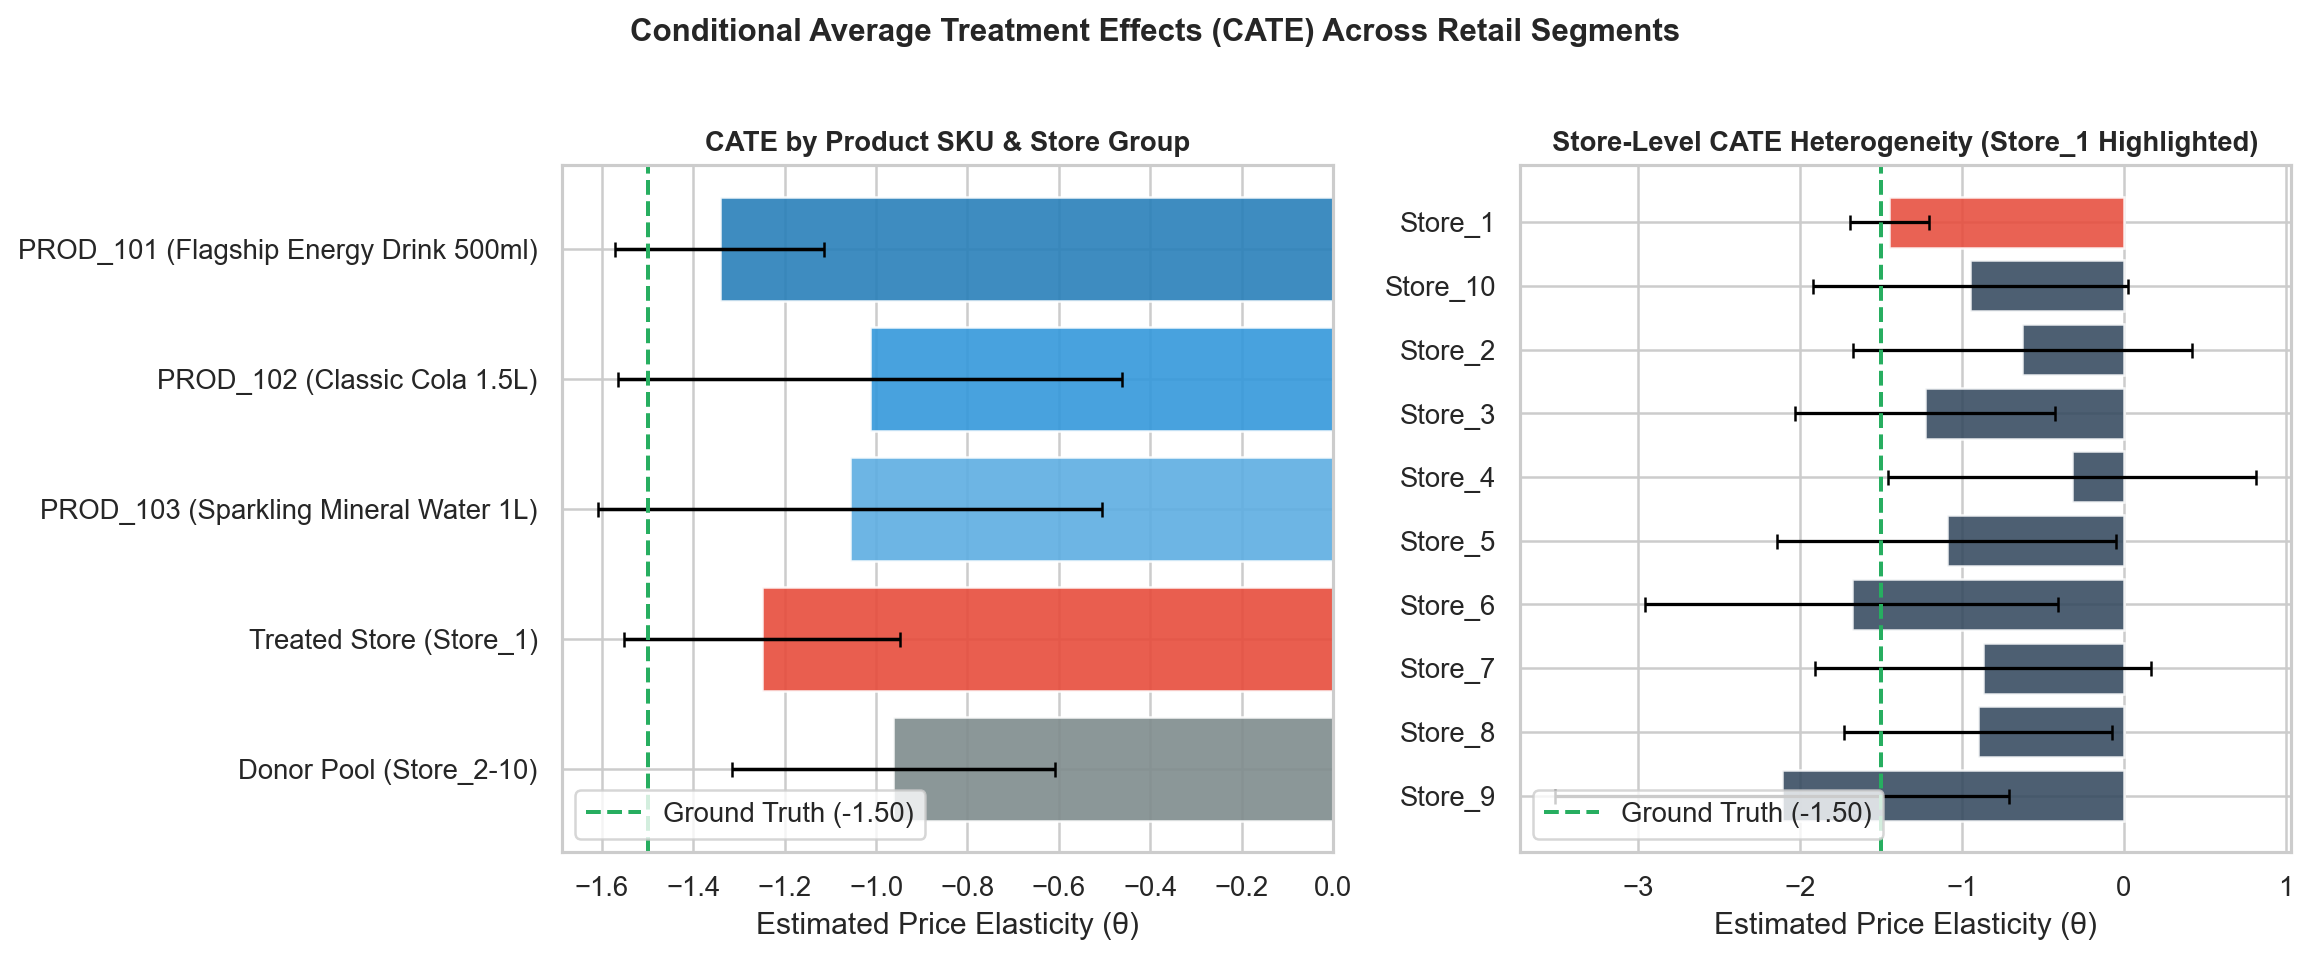 Conditional Average Treatment Effects (CATE) Across Retail Segments
CATE by Product SKU & Store Group
PROD_101 (Flagship Energy Drink 500ml)
PROD_102 (Classic Cola 1.5L)
PROD_103 (Sparkling Mineral Water 1L)
Treated Store (Store_1)
Donor Pool (Store_2-10)
Ground Truth (-1.50)
−1.6 −1.4 −1.2 −1.0 −0.8 −0.6 −0.4 −0.2 0.0
Estimated Price Elasticity (θ)
Store-Level CATE Heterogeneity (Store_1 Highlighted)
Store_1
Store_10
Store_2
Store_3
Store_4
Store_5
Store_6
Store_7
Store_8
Store_9
Ground Truth (-1.50)
−3 −2 −1 0 1
Estimated Price Elasticity (θ)